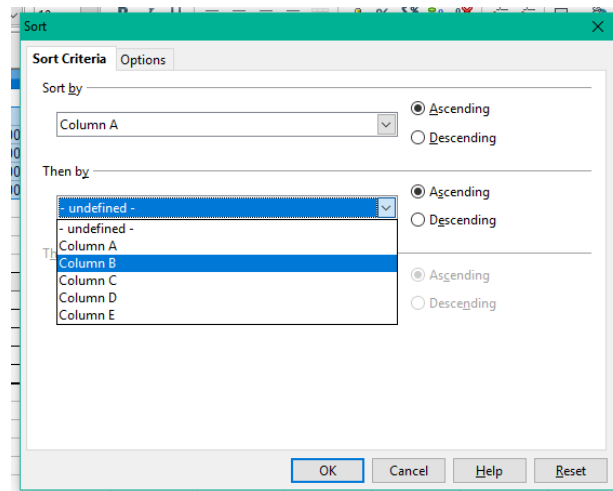 Sort
Sort Criteria Options
Sort by
Column A
Ascending
Descending
Then by
- undefined -
Ascending
Descending
- undefined -
Column A
Column B
Column C
Column D
Column E
Th
Ascending
Descending
OK Cancel Help Reset